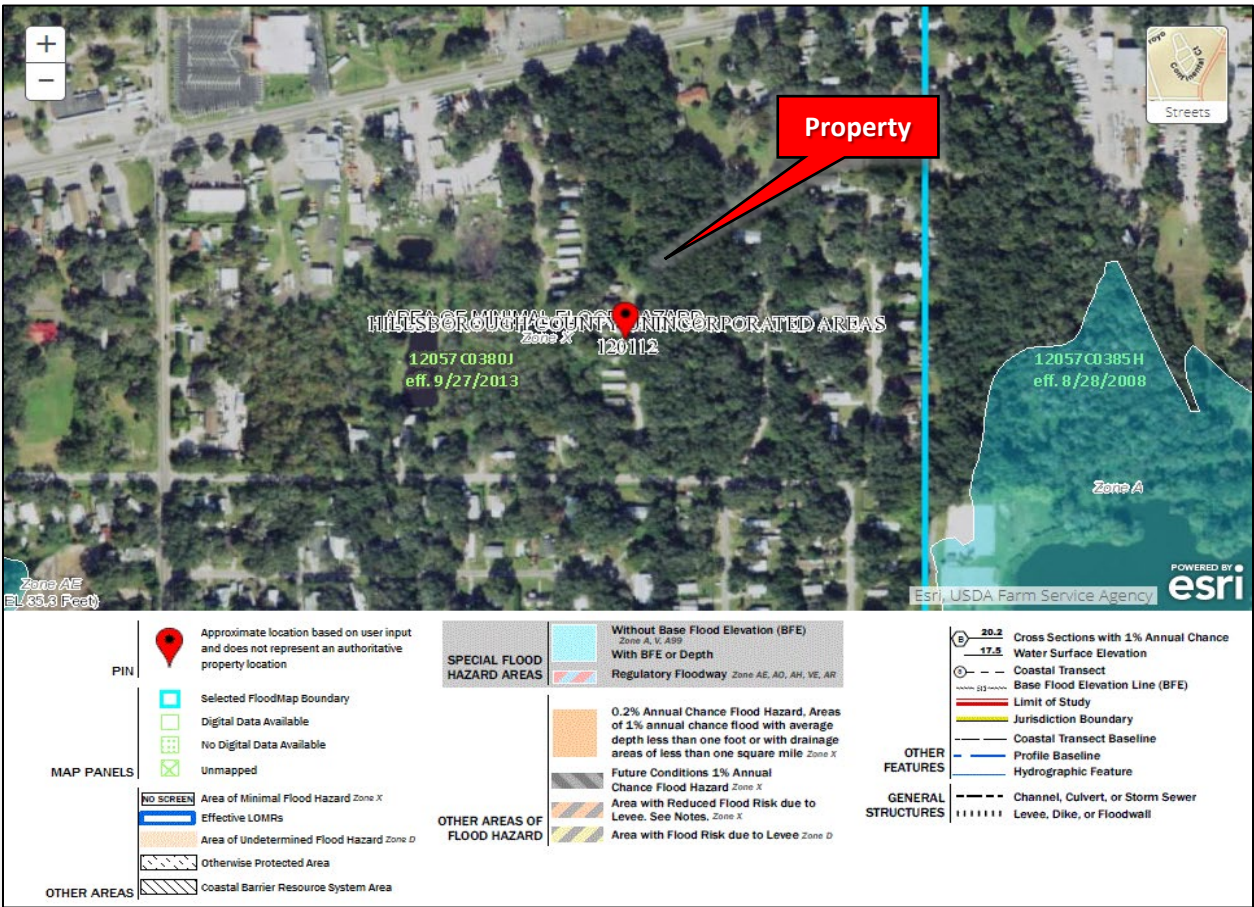 +
−
royo
Continental Ct
Streets
Property
AREA OF MINIMAL FLOOD HAZARD
HILLSBOROUGH COUNTY UNINCORPORATED AREAS
Zone X
120112
12057C0380J
eff. 9/27/2013
12057C0385H
eff. 8/28/2008
Zone A
Zone AE
EL 35.3 Feet)
POWERED BY
esri
Esri, USDA Farm Service Agency
PIN
Approximate location based on user input
and does not represent an authoritative
property location
MAP PANELS
Selected FloodMap Boundary
Digital Data Available
No Digital Data Available
Unmapped
OTHER AREAS
NO SCREEN Area of Minimal Flood Hazard Zone X
Effective LOMRs
Area of Undetermined Flood Hazard Zone D
Otherwise Protected Area
Coastal Barrier Resource System Area
SPECIAL FLOOD
HAZARD AREAS
Without Base Flood Elevation (BFE)
Zone A, V, A99
With BFE or Depth
Regulatory Floodway Zone AE, AO, AH, VE, AR
OTHER AREAS OF
FLOOD HAZARD
0.2% Annual Chance Flood Hazard, Areas
of 1% annual chance flood with average
depth less than one foot or with drainage
areas of less than one square mile Zone X
Future Conditions 1% Annual
Chance Flood Hazard Zone X
Area with Reduced Flood Risk due to
Levee. See Notes. Zone X
Area with Flood Risk due to Levee Zone D
OTHER
FEATURES
B 20.2 Cross Sections with 1% Annual Chance
17.5 Water Surface Elevation
8 Coastal Transect
513 Base Flood Elevation Line (BFE)
Limit of Study
Jurisdiction Boundary
Coastal Transect Baseline
Profile Baseline
Hydrographic Feature
GENERAL
STRUCTURES
Channel, Culvert, or Storm Sewer
Levee, Dike, or Floodwall